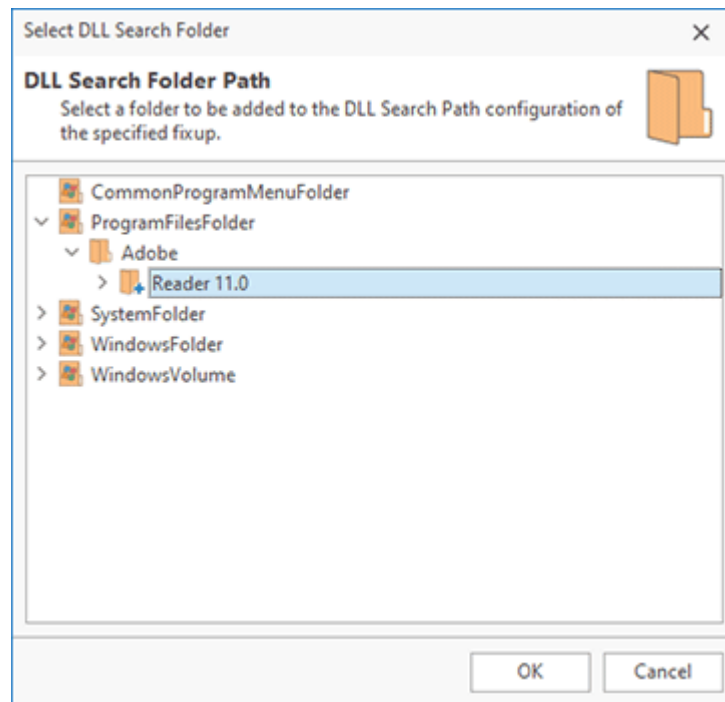 Select DLL Search Folder
DLL Search Folder Path
Select a folder to be added to the DLL Search Path configuration of
the specified fixup.
CommonProgramMenuFolder
ProgramFilesFolder
Adobe
Reader 11.0
SystemFolder
WindowsFolder
WindowsVolume
OK Cancel